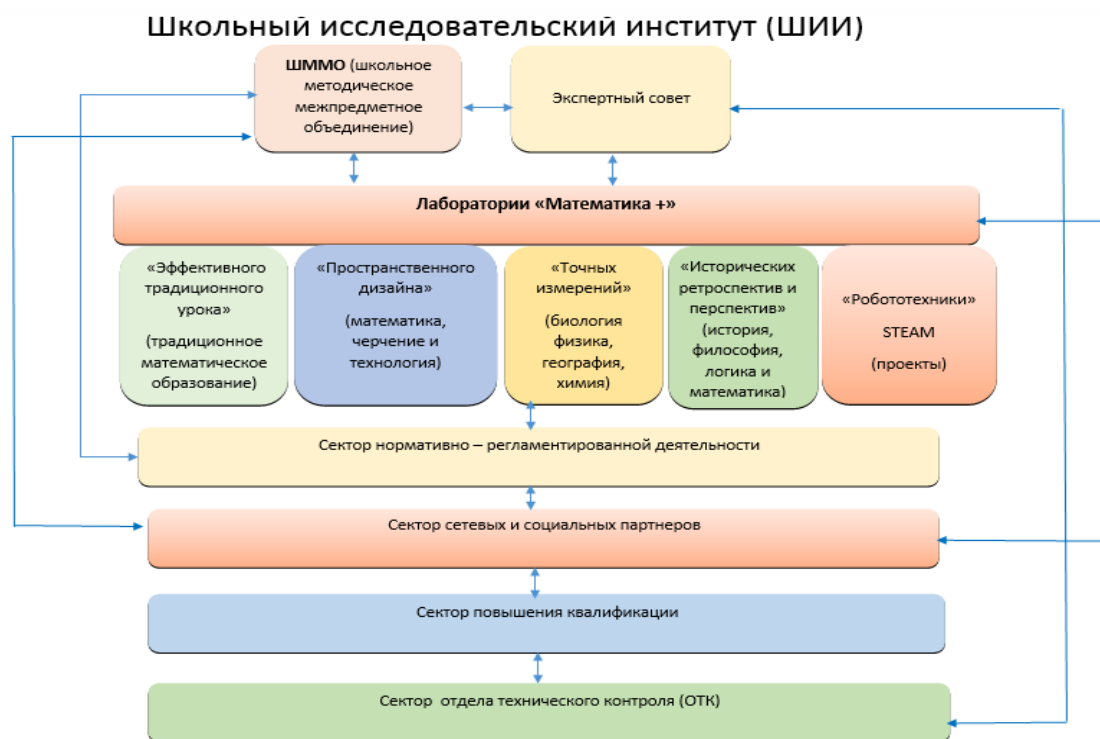 Школьный исследовательский институт (ШИИ)
ШММО (школьное
методическое
межпредметное
объединение)
Экспертный совет
Лаборатории «Математика +»
«Эффективного
традиционного
урока»
(традиционное
математическое
образование)
«Пространственного
дизайна»
(математика,
черчение и
технология)
«Точных
измерений»
(биология
физика,
география,
химия)
«Исторических
ретроспектив и
перспектив»
(история,
философия,
логика и
математика)
«Робототехники»
STEAM
(проекты)
Сектор нормативно – регламентированной деятельности
Сектор сетевых и социальных партнеров
Сектор повышения квалификации
Сектор отдела технического контроля (ОТК)